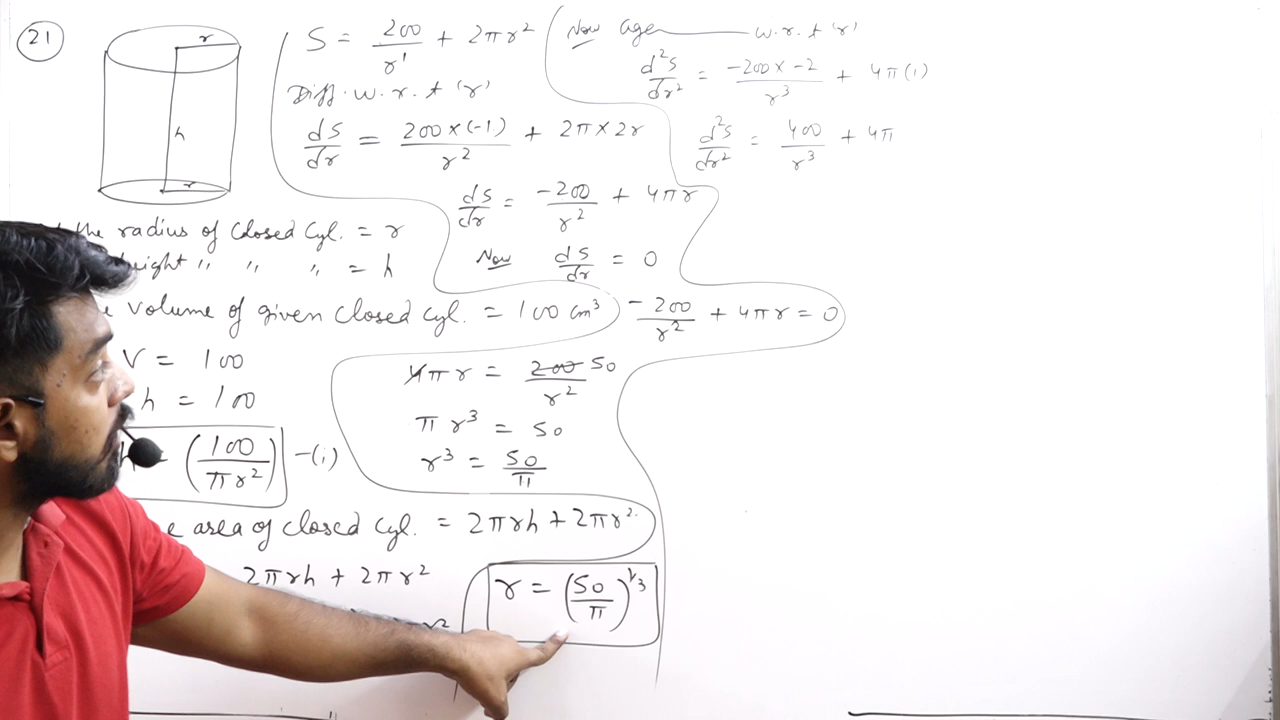 21
r
h
r
the radius of Closed Cyl. = r
height " " " = h
volume of given closed cyl. = 100 cm³
V = 100
h = 100
h = (100/πr²) -(1)
area of closed cyl. = 2πrh + 2πr²
2πrh + 2πr²
S = 200/r' + 2πr²
Diff. w.r.t 'r'
dS/dr = 200×(-1)/r² + 2π×2r
dS/dr = -200/r² + 4πr
Now dS/dr = 0
-200/r² + 4πr = 0
4πr = 200 50/r²
πr³ = 50
r³ = 50/π
r = (50/π)^1/3
Now age w.r.t 'r'
d²S/dr² = -200×-2/r³ + 4π(1)
d²S/dr² = 400/r³ + 4π